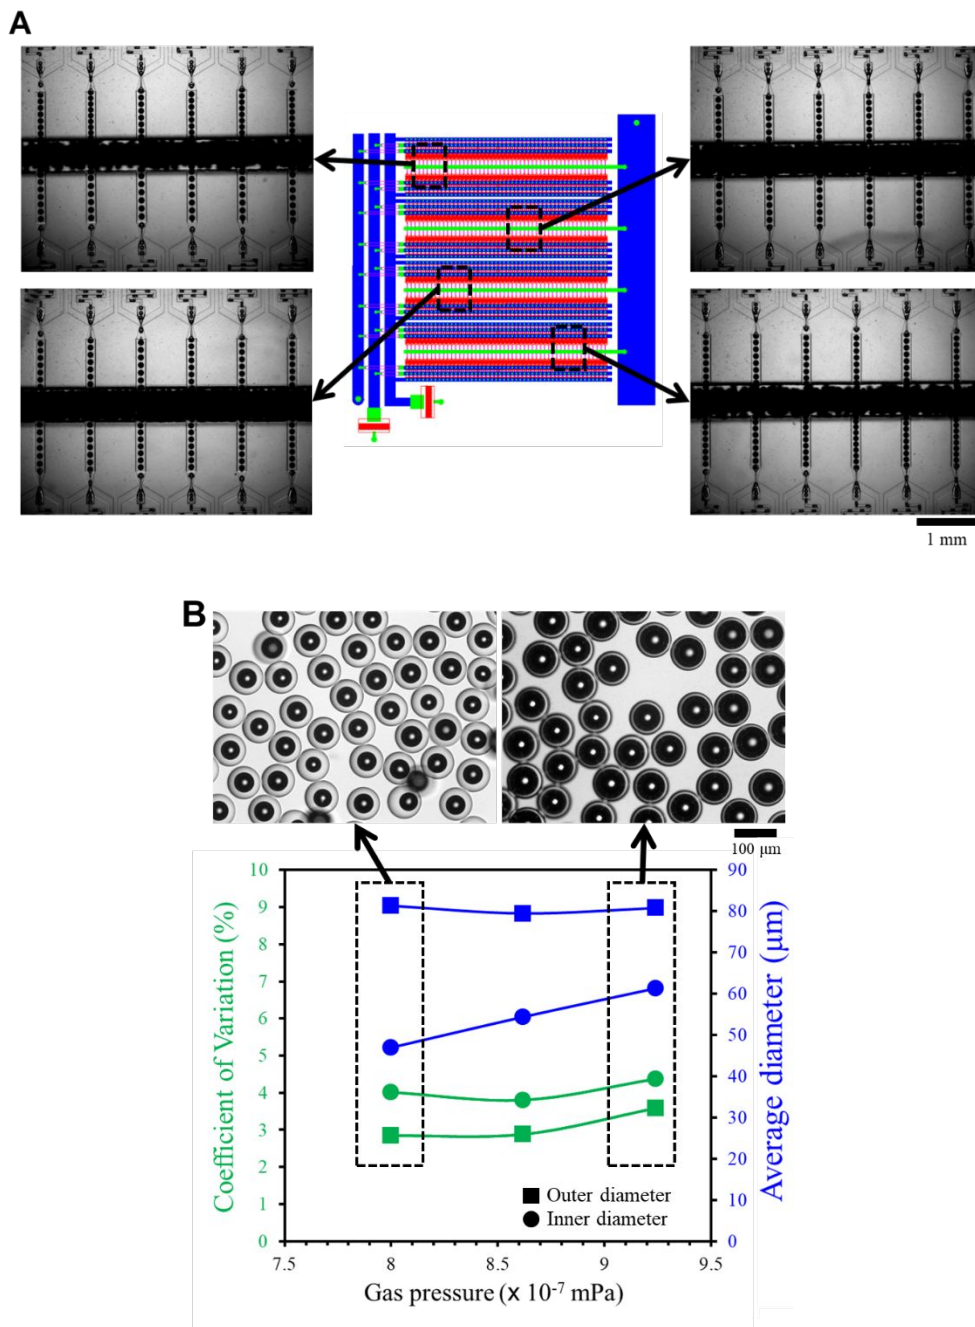 A
1 mm
B
100 μm
10
9
8
7
6
5
4
3
2
1
0
Coefficient of Variation (%)
90
80
70
60
50
40
30
20
10
0
Average diameter (μm)
Outer diameter
Inner diameter
7.5 8 8.5 9 9.5
Gas pressure (x 10⁻⁷ mPa)